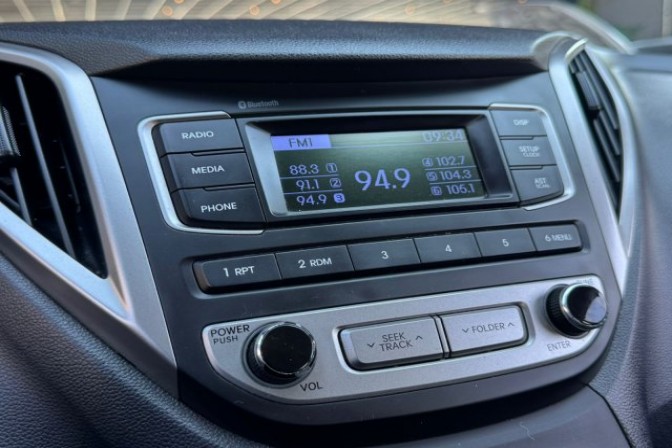 Bluetooth
RADIO
MEDIA
PHONE
FM1 09:34
88.3 1
91.1 2
94.9 3
94.9
4 102.7
5 104.3
6 105.1
DISP
SETUP
CLOCK
AST
SCAN
1 RPT
2 RDM
3
4
5
6 MENU
POWER
PUSH
VOL
SEEK
TRACK
FOLDER
ENTER